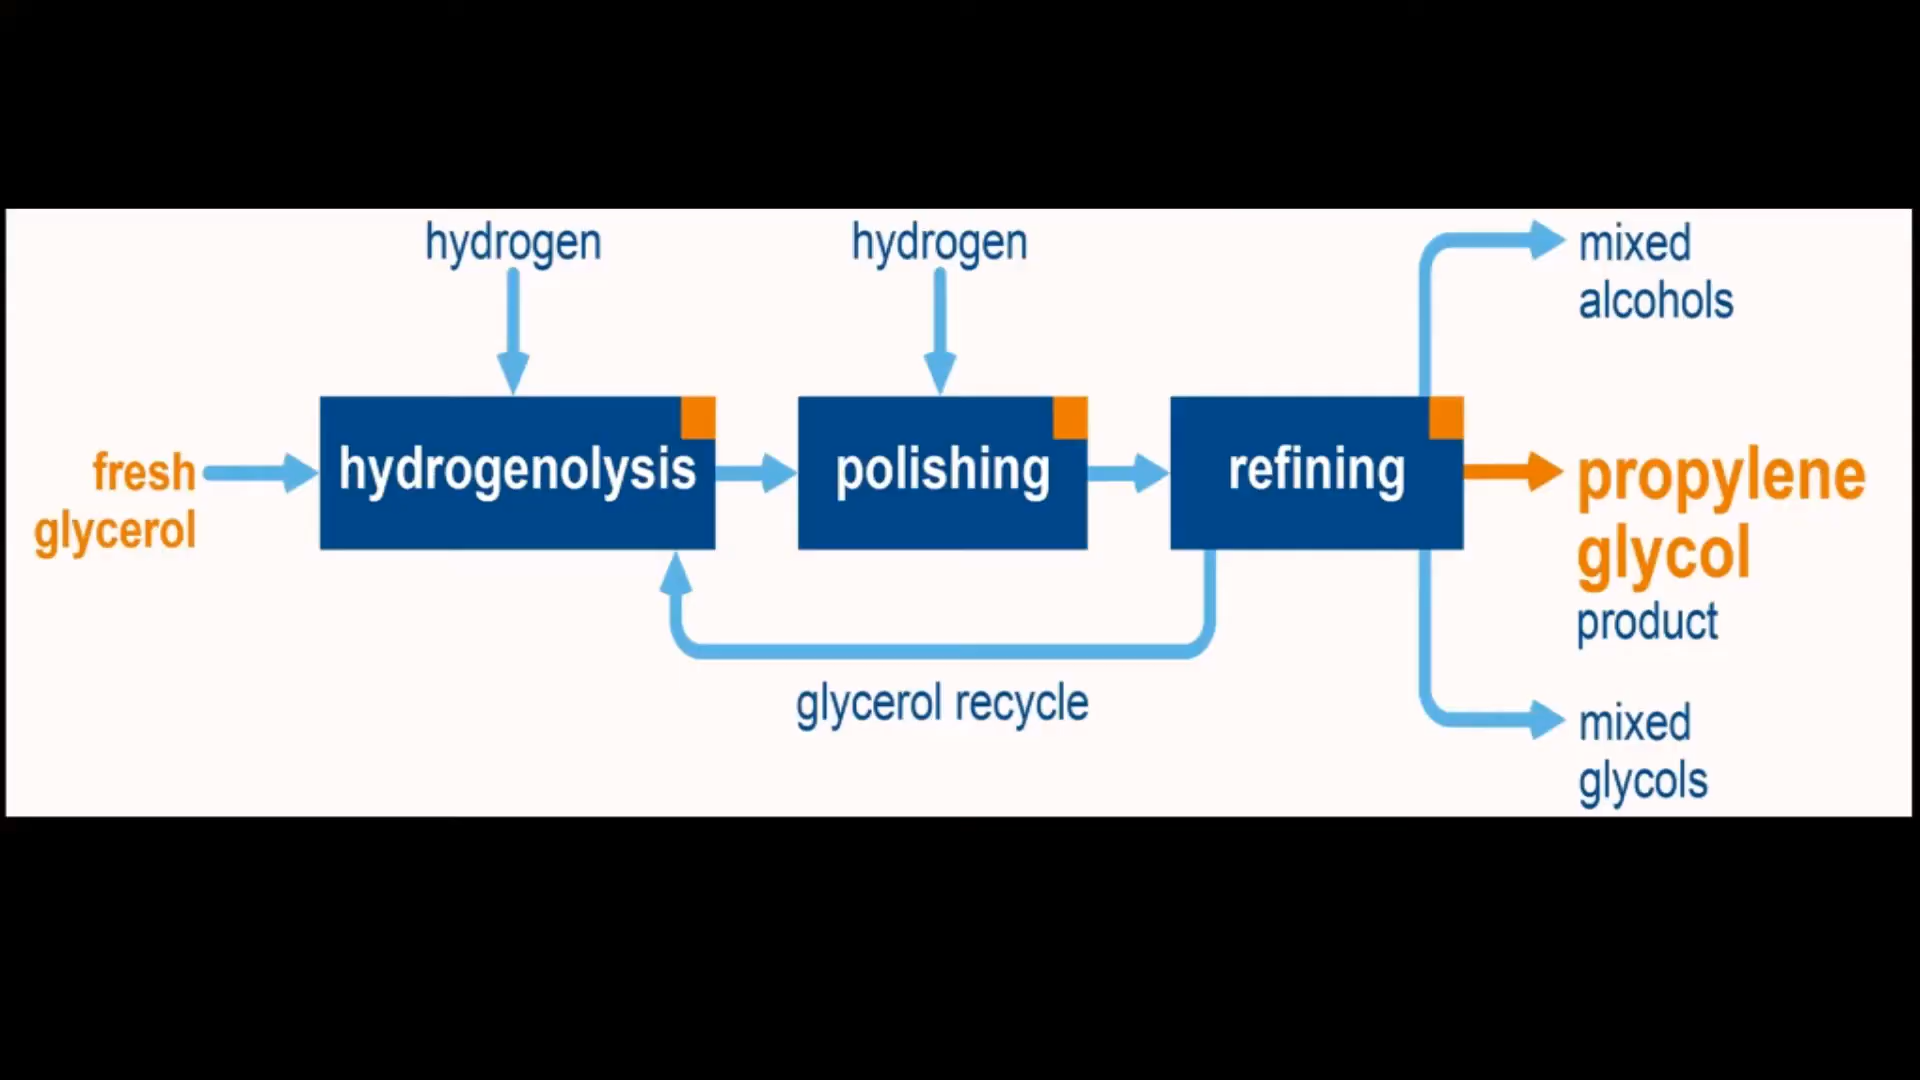 hydrogen
hydrogen
mixed
alcohols
fresh
glycerol
hydrogenolysis
polishing
refining
propylene
glycol
product
glycerol recycle
mixed
glycols